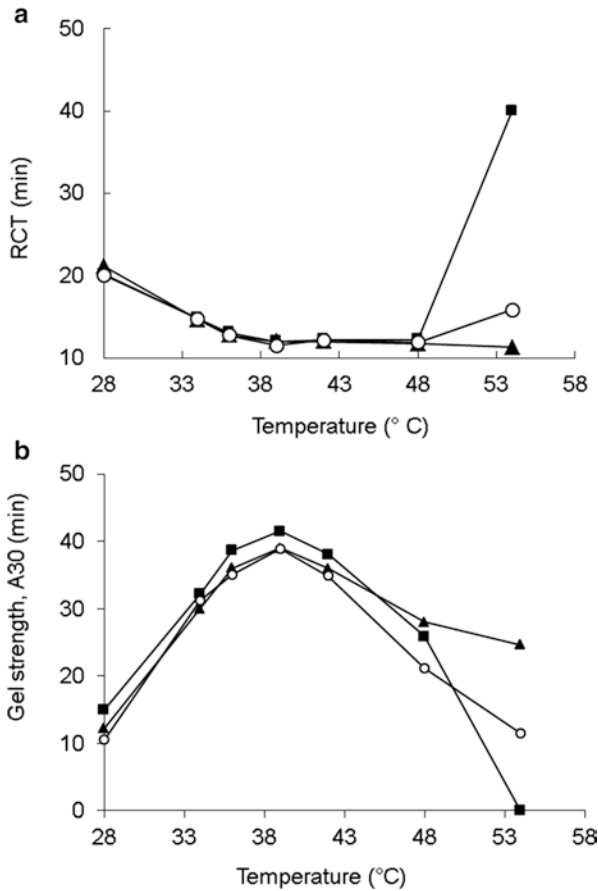 a
50
40
30
20
10
RCT (min)
28 33 38 43 48 53 58
Temperature (° C)
b
50
40
30
20
10
0
Gel strength, A30 (min)
28 33 38 43 48 53 58
Temperature (°C)